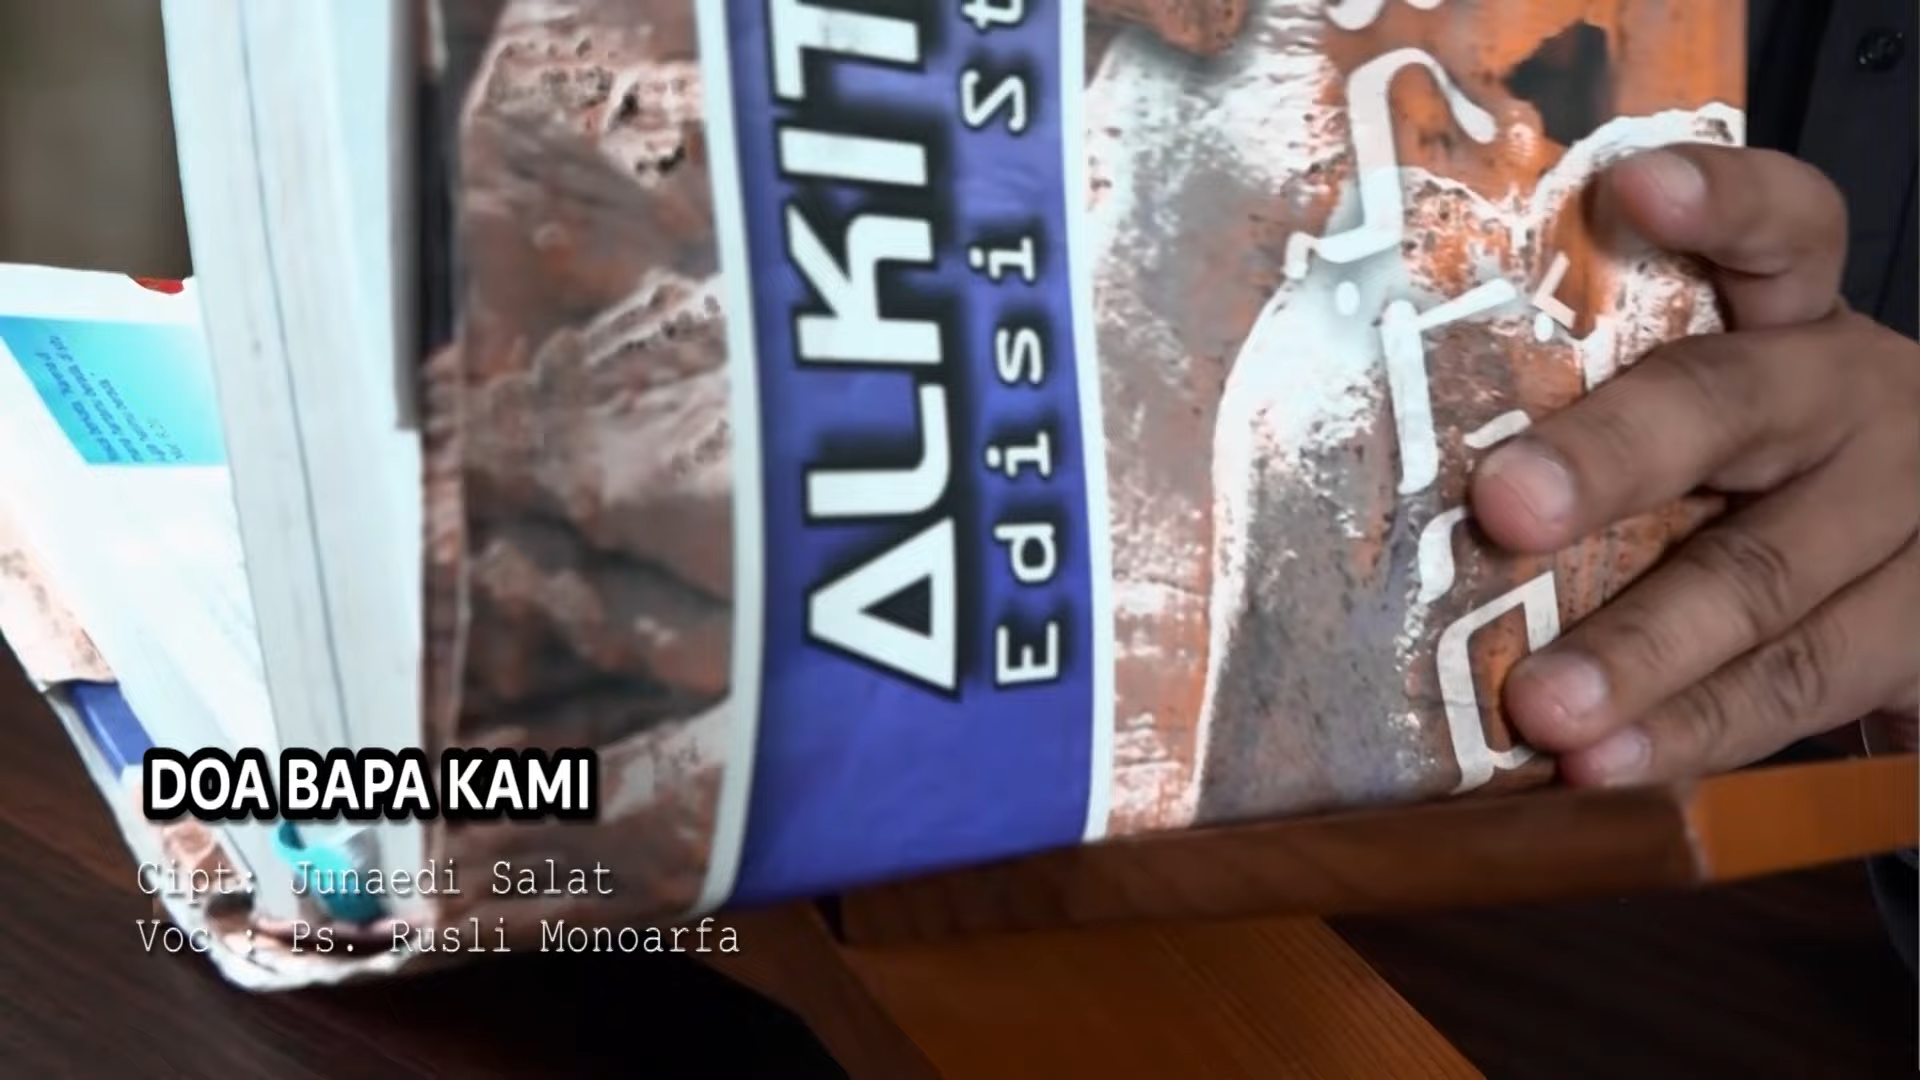 ALKIT
Edisi St
DOA BAPA KAMI
Cipt: Junaedi Salat
Voc : Ps. Rusli Monoarfa